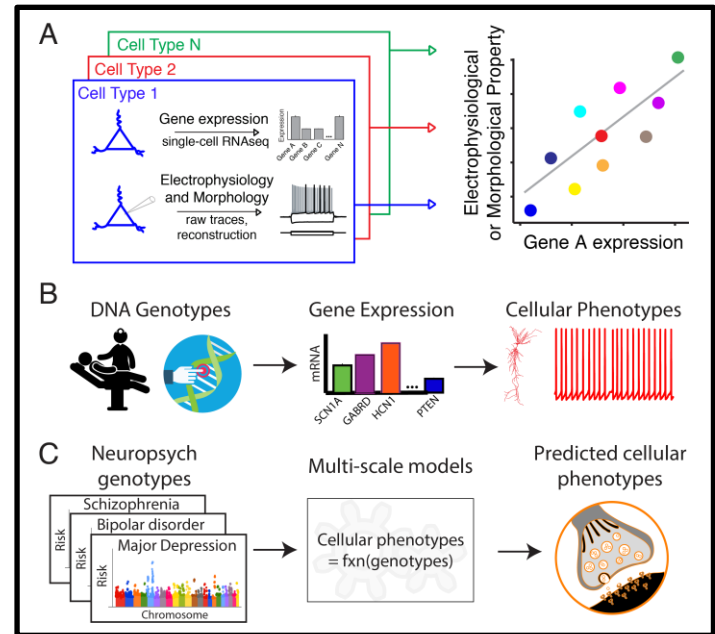 A
Cell Type N
Cell Type 2
Cell Type 1
Gene expression
single-cell RNAseq
Expression
Gene A
Gene B
Gene C
...
Gene N
Electrophysiology
and Morphology
raw traces,
reconstruction
Electrophysiological
or Morphological Property
Gene A expression
B
DNA Genotypes
Gene Expression
Cellular Phenotypes
mRNA
SCN1A
GABRD
HCN1
...
PTEN
C
Neuropsych
genotypes
Multi-scale models
Predicted cellular
phenotypes
Schizophrenia
Risk
Bipolar disorder
Risk
Major Depression
Risk
Chromosome
Cellular phenotypes
= fxn(genotypes)